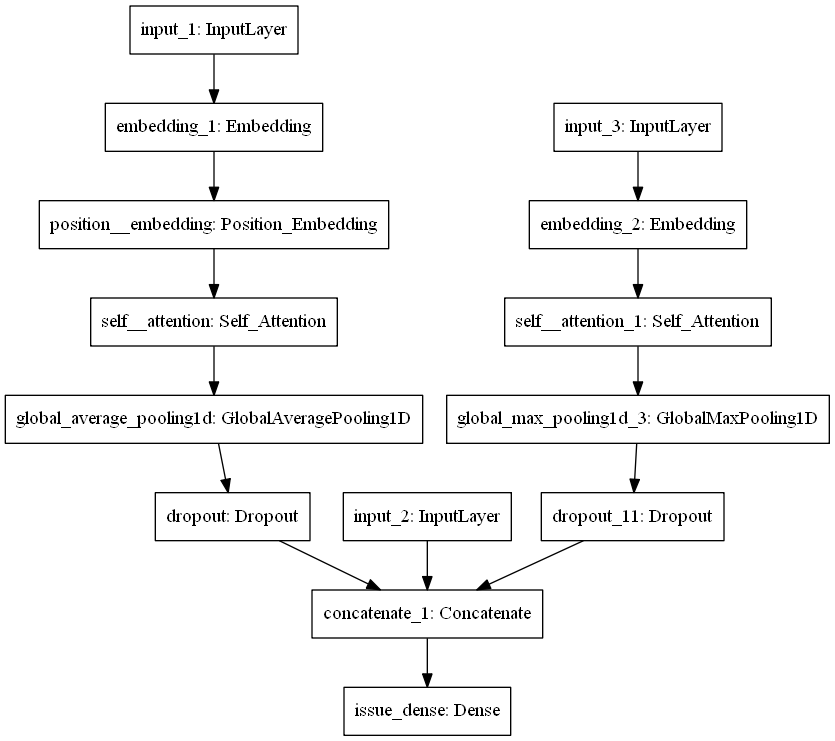 input_1: InputLayer
embedding_1: Embedding
input_3: InputLayer
position__embedding: Position_Embedding
embedding_2: Embedding
self__attention: Self_Attention
self__attention_1: Self_Attention
global_average_pooling1d: GlobalAveragePooling1D
global_max_pooling1d_3: GlobalMaxPooling1D
dropout: Dropout
input_2: InputLayer
dropout_11: Dropout
concatenate_1: Concatenate
issue_dense: Dense